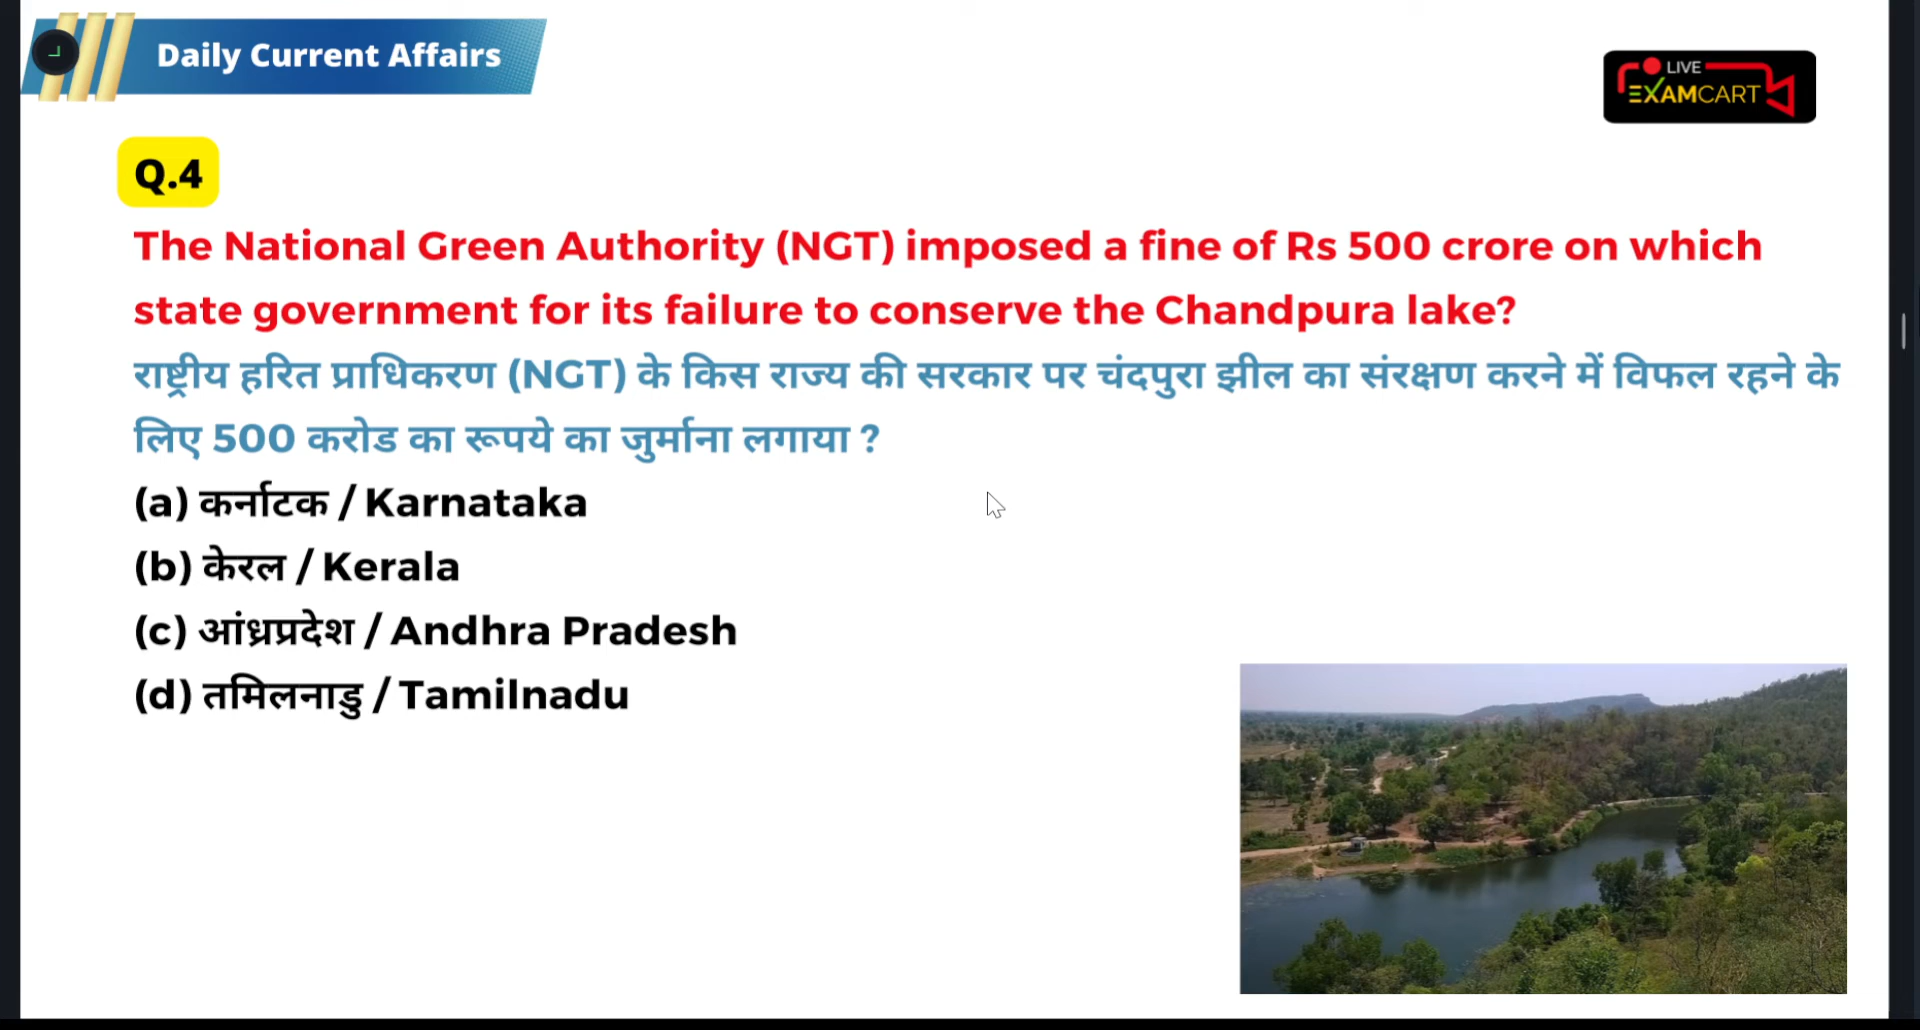 Daily Current Affairs
LIVE
EXAMCART
Q.4
The National Green Authority (NGT) imposed a fine of Rs 500 crore on which
state government for its failure to conserve the Chandpura lake?
राष्ट्रीय हरित प्राधिकरण (NGT) के किस राज्य की सरकार पर चंदपुरा झील का संरक्षण करने में विफल रहने के
लिए 500 करोड का रूपये का जुर्माना लगाया ?
(a) कर्नाटक / Karnataka
(b) केरल / Kerala
(c) आंध्रप्रदेश / Andhra Pradesh
(d) तमिलनाडु / Tamilnadu